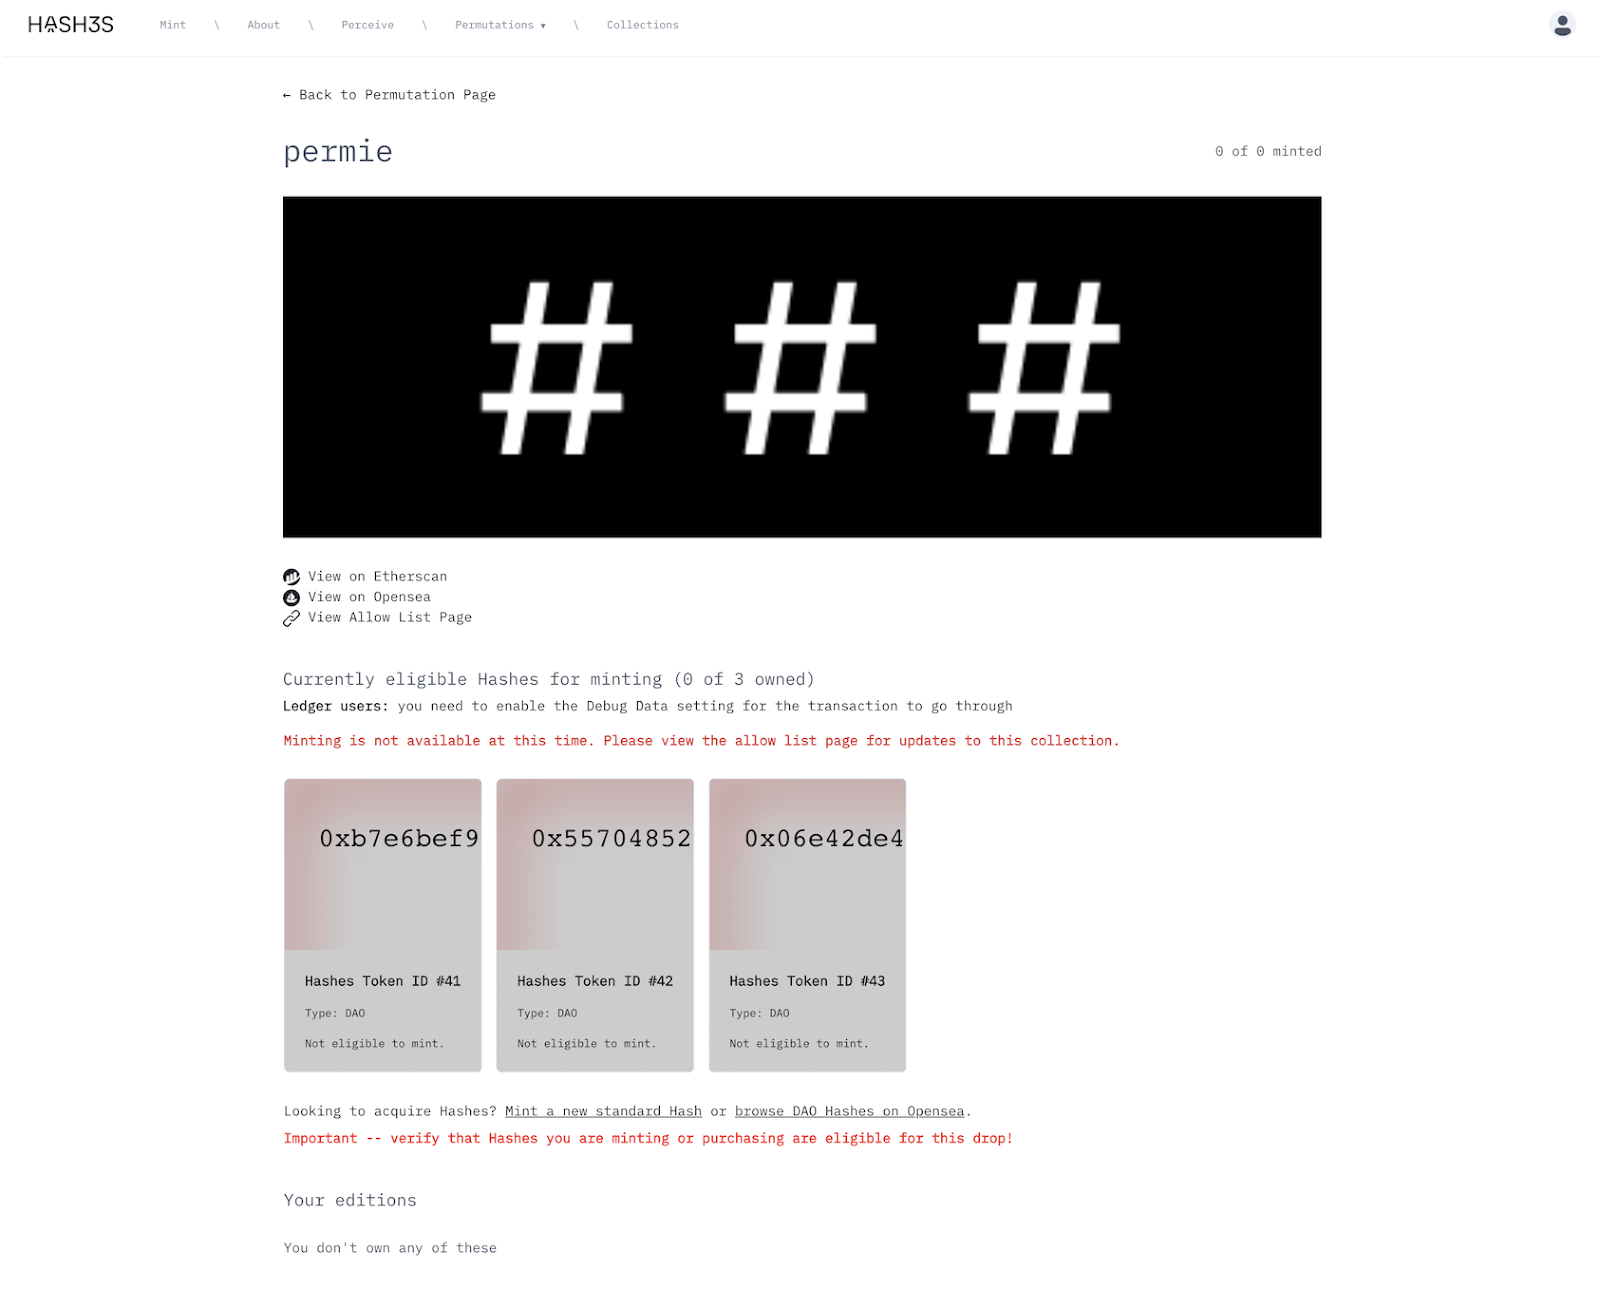 HASH3S
Mint \ About \ Perceive \ Permutations ▾ \ Collections
← Back to Permutation Page
permie
0 of 0 minted
# # #
View on Etherscan
View on Opensea
View Allow List Page
Currently eligible Hashes for minting (0 of 3 owned)
Ledger users: you need to enable the Debug Data setting for the transaction to go through
Minting is not available at this time. Please view the allow list page for updates to this collection.
0xb7e6bef9
Hashes Token ID #41
Type: DAO
Not eligible to mint.
0x55704852
Hashes Token ID #42
Type: DAO
Not eligible to mint.
0x06e42de4
Hashes Token ID #43
Type: DAO
Not eligible to mint.
Looking to acquire Hashes? Mint a new standard Hash or browse DAO Hashes on Opensea.
Important -- verify that Hashes you are minting or purchasing are eligible for this drop!
Your editions
You don't own any of these